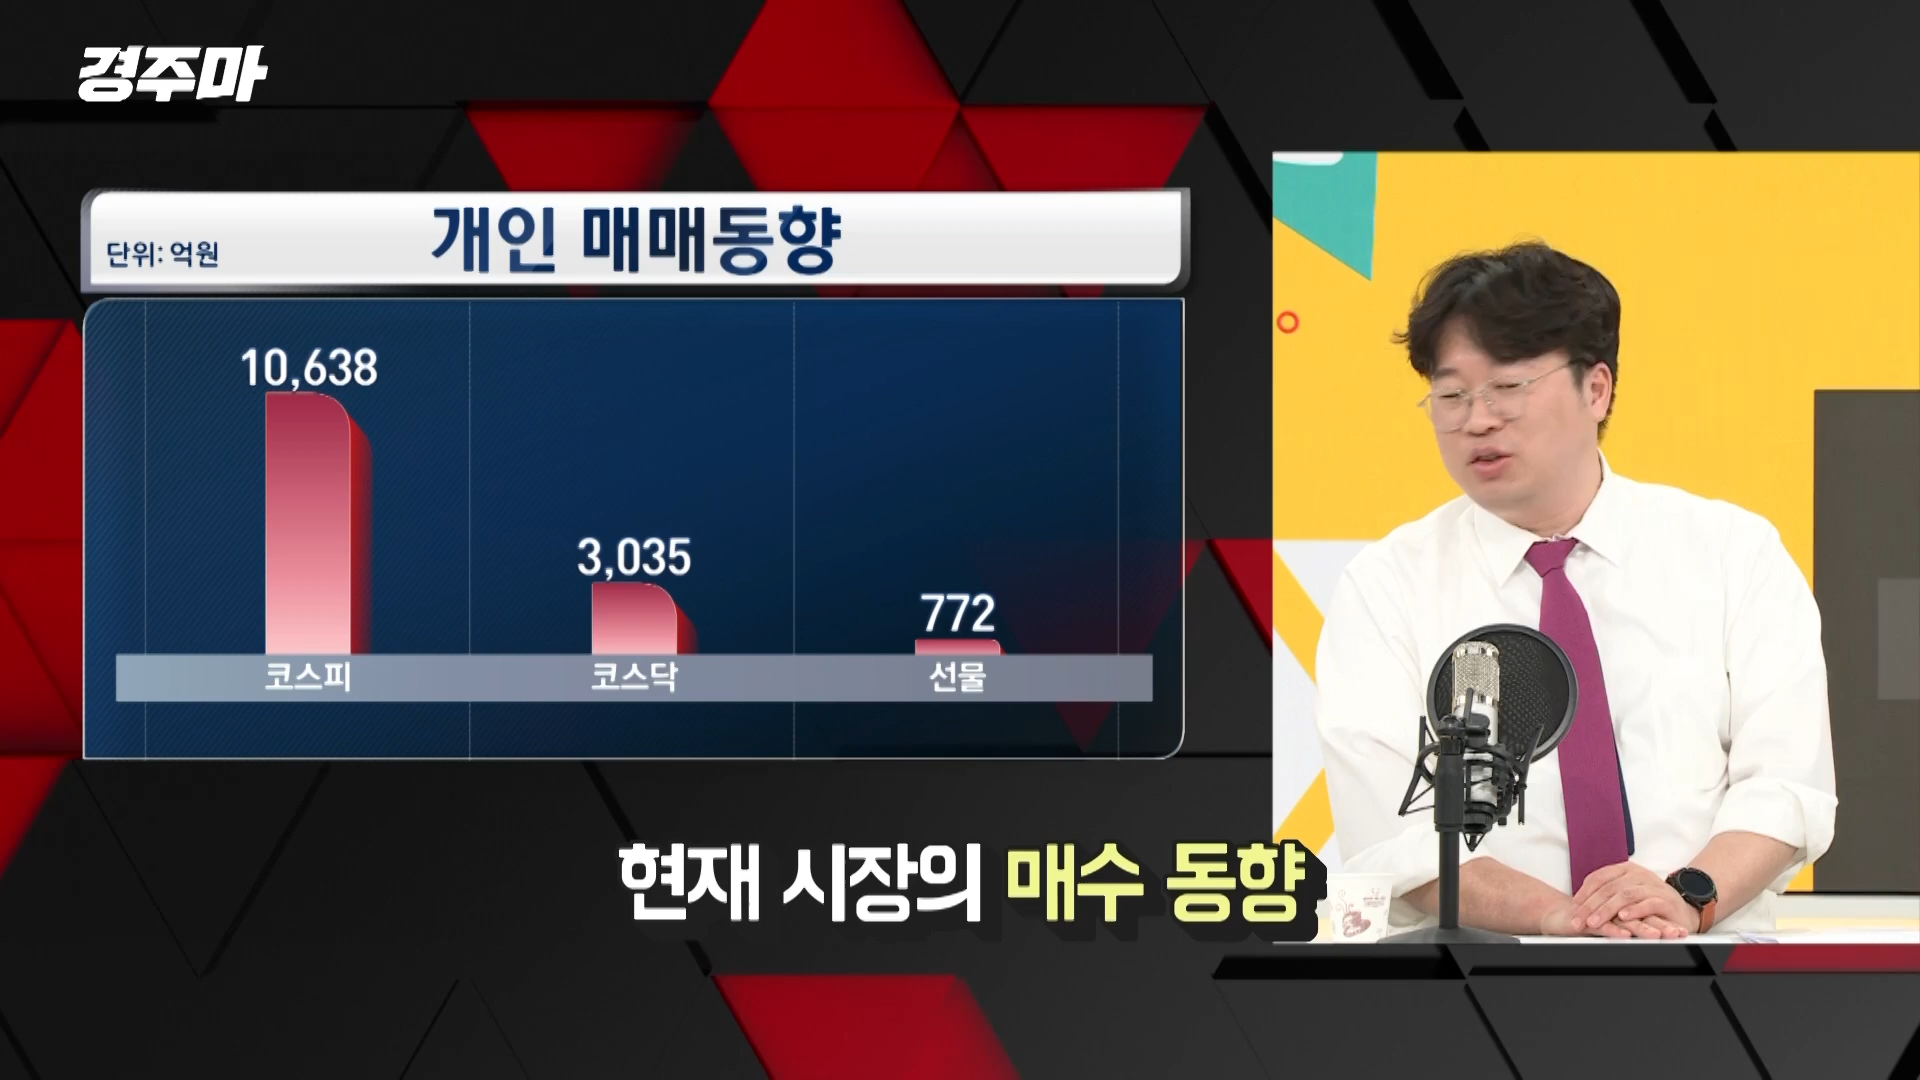 경주마
개인 매매동향
단위: 억원
10,638
3,035
772
코스피
코스닥
선물
현재 시장의 매수 동향